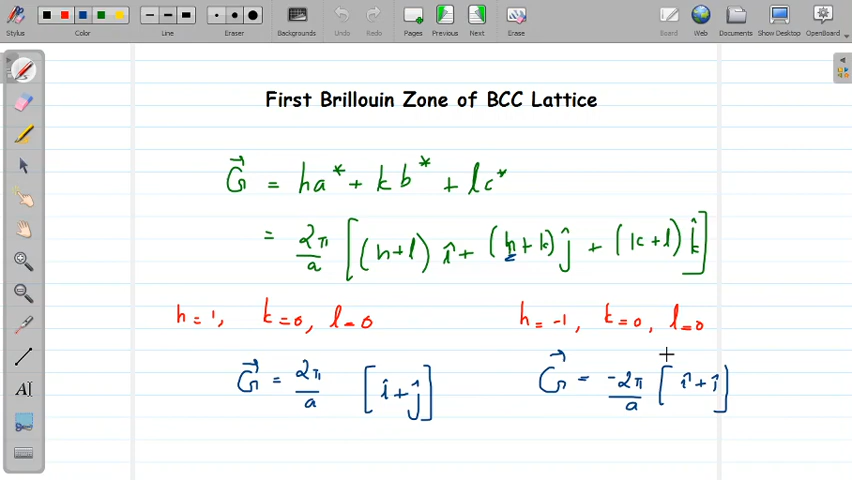 Stylus Color Line Eraser Backgrounds Undo Redo Pages Previous Next Erase Board Web Documents Show Desktop OpenBoard
First Brillouin Zone of BCC Lattice
G⃗ = ha* + kb* + lc*
= 2π/a [(h+l) î + (h+k) ĵ + (k+l) k̂]
h=1, k=0, l=0 h=-1, k=0, l=0
G⃗ = 2π/a [î+ĵ] G⃗ = -2π/a [î+ĵ]